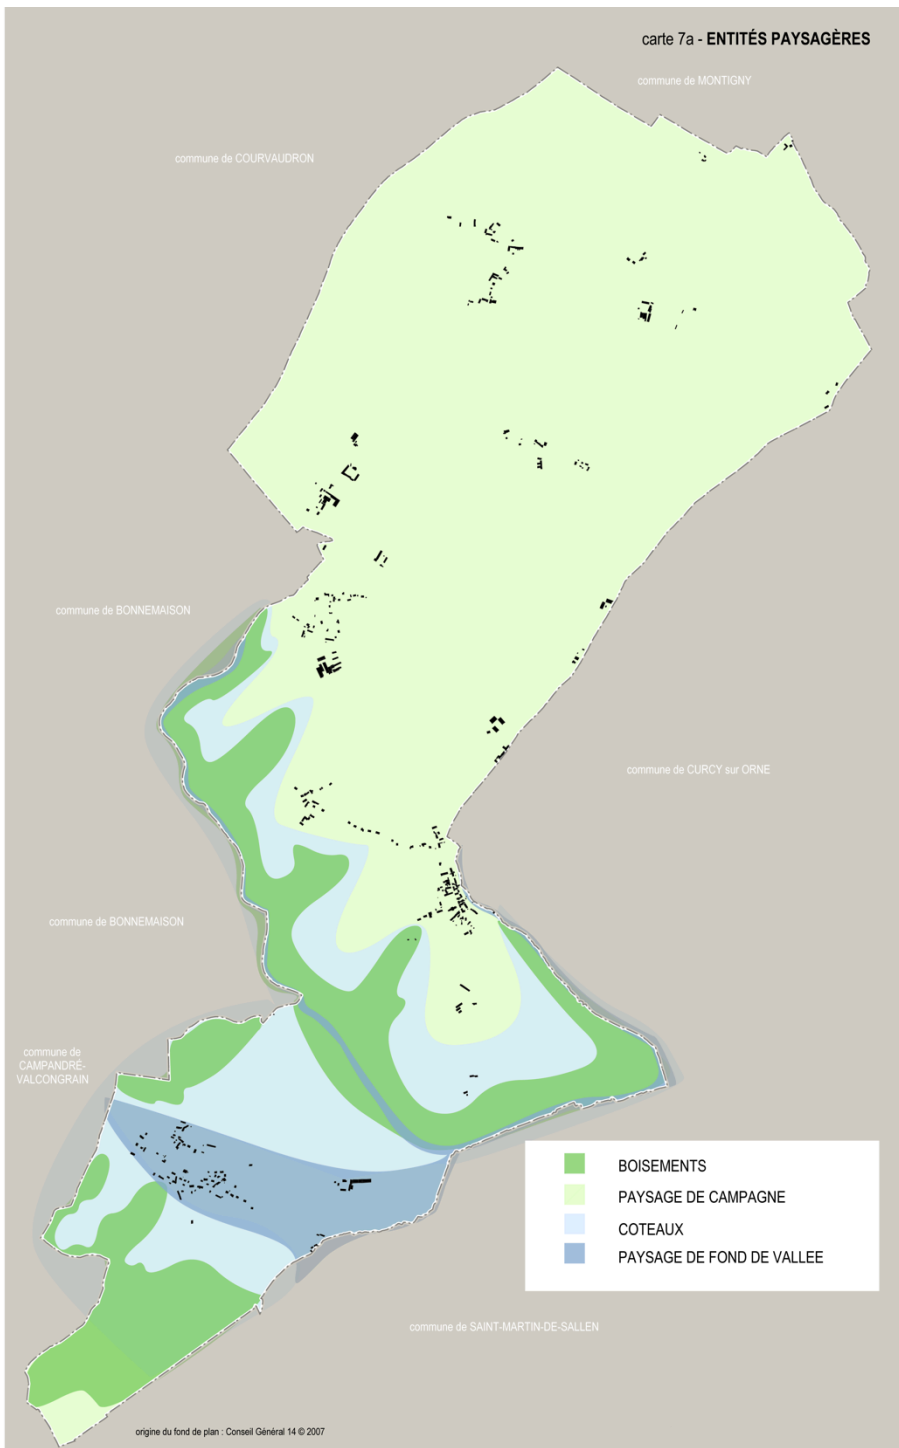 carte 7a - ENTITÉS PAYSAGÈRES
commune de MONTIGNY
commune de COURVAUDRON
commune de BONNEMAISON
commune de CURCY sur ORNE
commune de BONNEMAISON
commune de
CAMPANDRÉ-
VALCONGRAIN
BOISEMENTS
PAYSAGE DE CAMPAGNE
COTEAUX
PAYSAGE DE FOND DE VALLEE
commune de SAINT-MARTIN-DE-SALLEN
origine du fond de plan : Conseil Général 14 © 2007